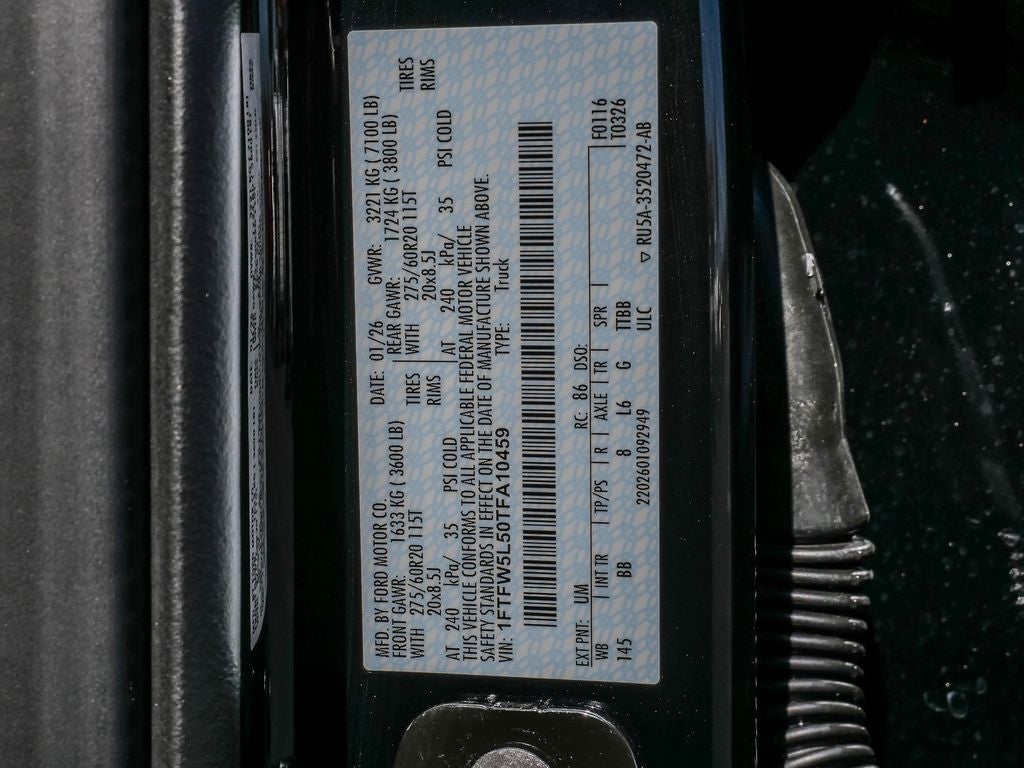 MFD. BY FORD MOTOR CO. DATE: 01/26 GVWR: 3221 KG ( 7100 LB)
FRONT GAWR: 1633 KG ( 3600 LB) REAR GAWR: 1724 KG ( 3800 LB)
WITH 275/60R20 115T TIRES WITH 275/60R20 115T TIRES
20x8.5J RIMS 20x8.5J RIMS
AT 240 kPa/ 35 PSI COLD AT 240 kPa/ 35 PSI COLD
THIS VEHICLE CONFORMS TO ALL APPLICABLE FEDERAL MOTOR VEHICLE
SAFETY STANDARDS IN EFFECT ON THE DATE OF MANUFACTURE SHOWN ABOVE.
VIN: 1FTFW5L50TFA10459 TYPE: Truck
EXT PNT: UM RC: 86 DSO: F0116
WB INT TR TP/PS R AXLE TR SPR T0326
145 BB 8 L6 G TTBB
2202601092949 ULC ▽ RU5A-3520472-AB